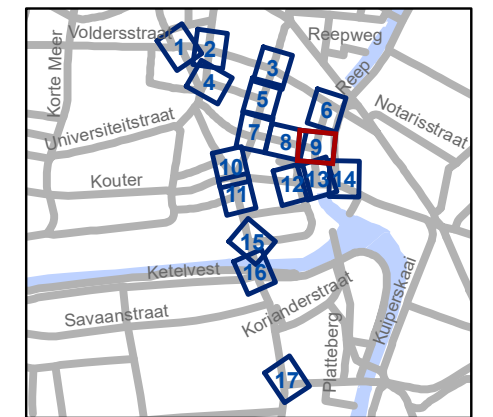 Voldersstraat
Reepweg
Korte Meer
1
2
3
4
5
6
Reep
Notarisstraat
Universiteitstraat
7
8
9
10
Kouter
11
12
13
14
15
16
Ketelvest
Savaanstraat
Korianderstraat
Platteberg
Kuiperskaai
17